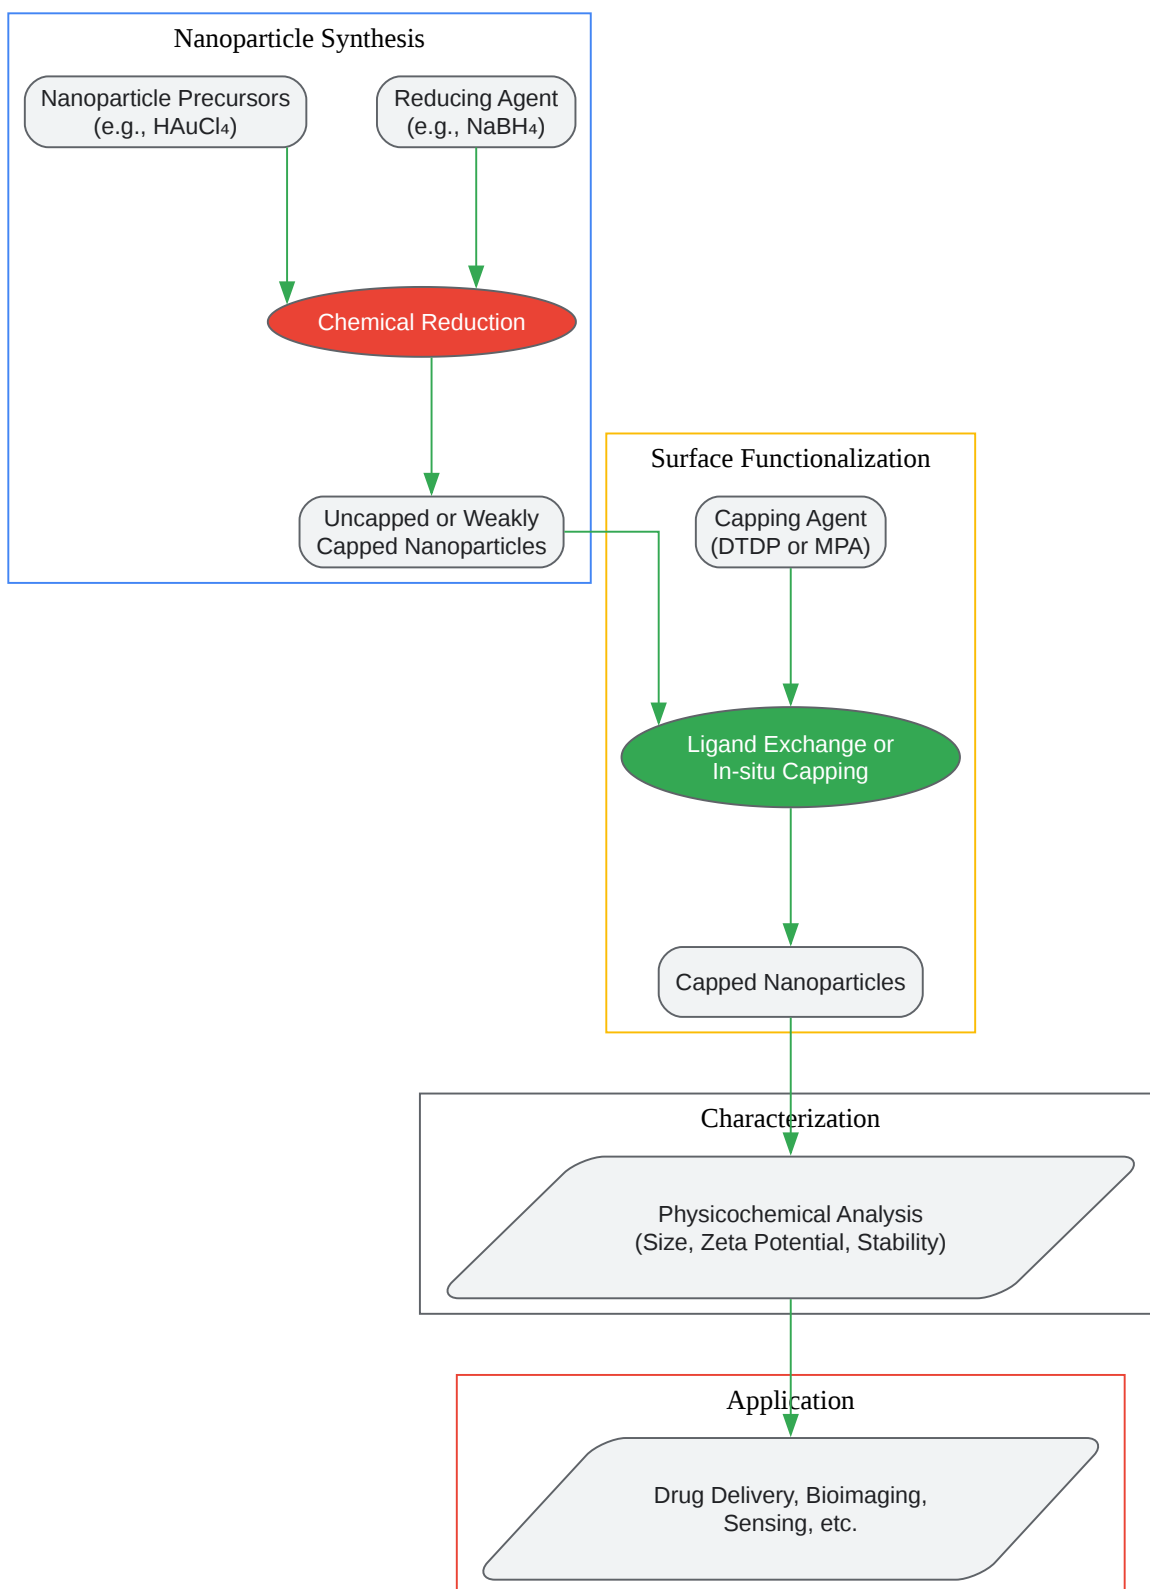 Nanoparticle Synthesis
Nanoparticle Precursors
(e.g., HAuCl₄)
Reducing Agent
(e.g., NaBH₄)
Chemical Reduction
Uncapped or Weakly
Capped Nanoparticles
Surface Functionalization
Capping Agent
(DTDP or MPA)
Ligand Exchange or
In-situ Capping
Capped Nanoparticles
Characterization
Physicochemical Analysis
(Size, Zeta Potential, Stability)
Application
Drug Delivery, Bioimaging,
Sensing, etc.